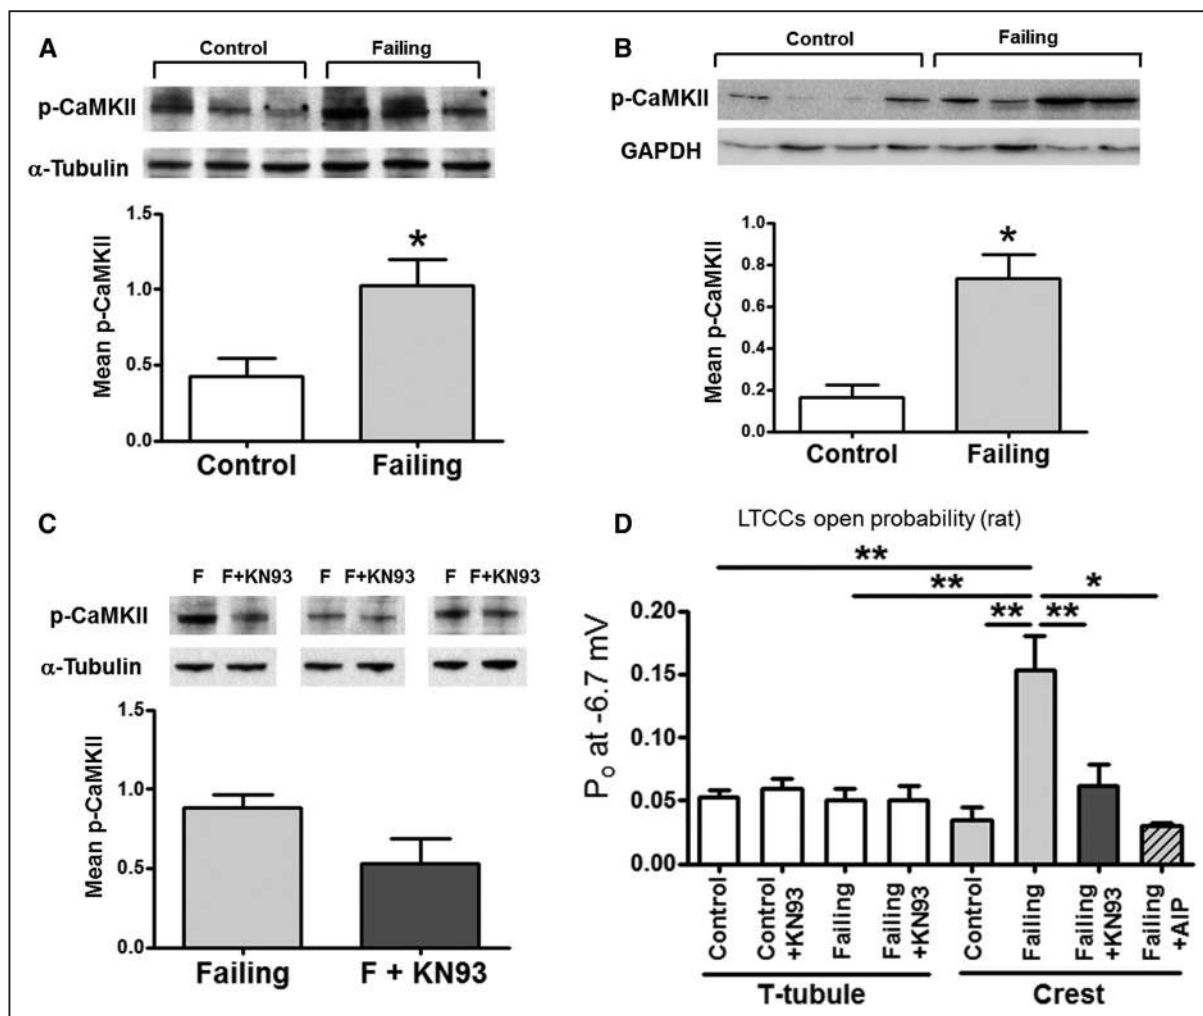 A
Control Failing
p-CaMKII
α-Tubulin
Mean p-CaMKII
1.5
1.0
0.5
0.0
*
Control Failing
B
Control Failing
p-CaMKII
GAPDH
Mean p-CaMKII
1.0
0.8
0.6
0.4
0.2
0.0
*
Control Failing
C
F F+KN93 F F+KN93 F F+KN93
p-CaMKII
α-Tubulin
Mean p-CaMKII
1.5
1.0
0.5
0.0
Failing F + KN93
D
LTCCs open probability (rat)
**
** *
** **
Po at -6.7 mV
0.20
0.15
0.10
0.05
0.00
Control
Control +KN93
Failing
Failing +KN93
Control
Failing
Failing +KN93
Failing +AIP
T-tubule Crest